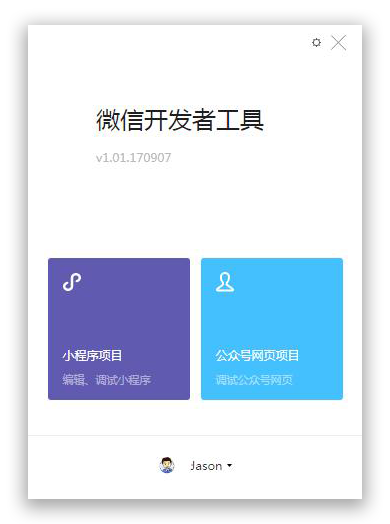 微信开发者工具
v1.01.170907
小程序项目
编辑、调试小程序
公众号网页项目
调试公众号网页
Jason